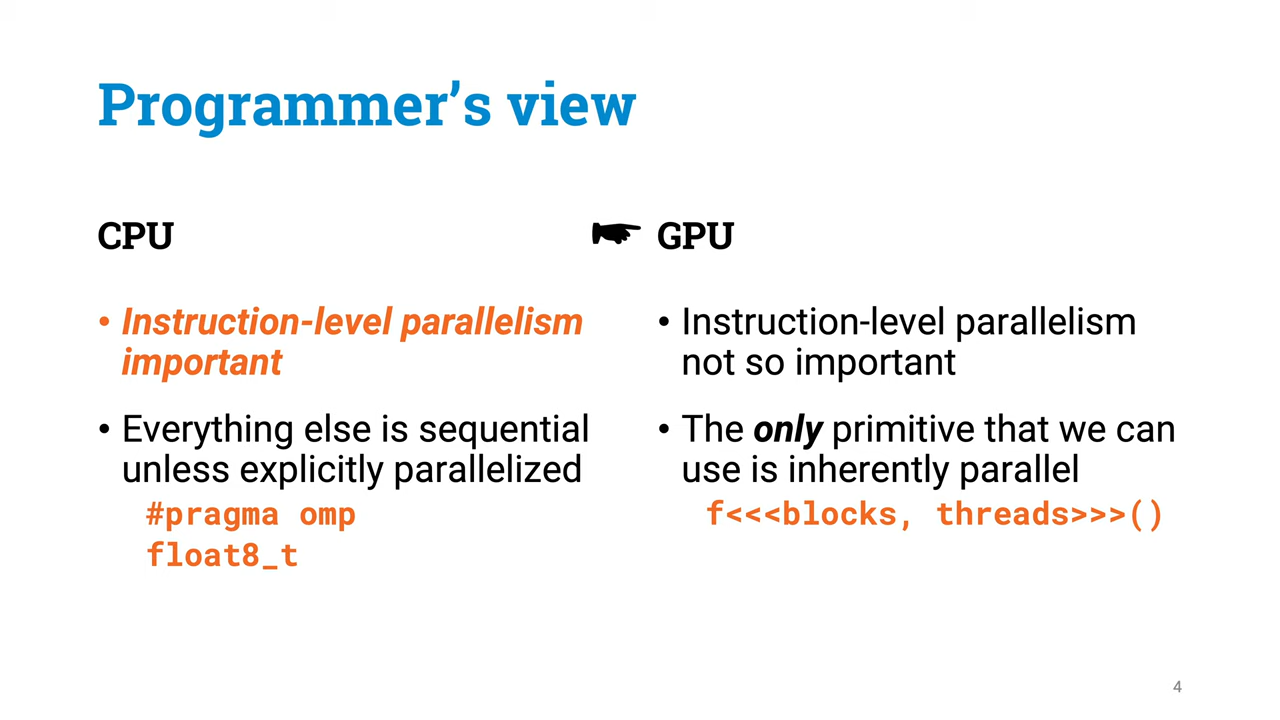 Programmer’s view
CPU
• Instruction-level parallelism
important
• Everything else is sequential
unless explicitly parallelized
#pragma omp
float8_t
GPU
• Instruction-level parallelism
not so important
• The only primitive that we can
use is inherently parallel
f<<<blocks, threads>>>()
4